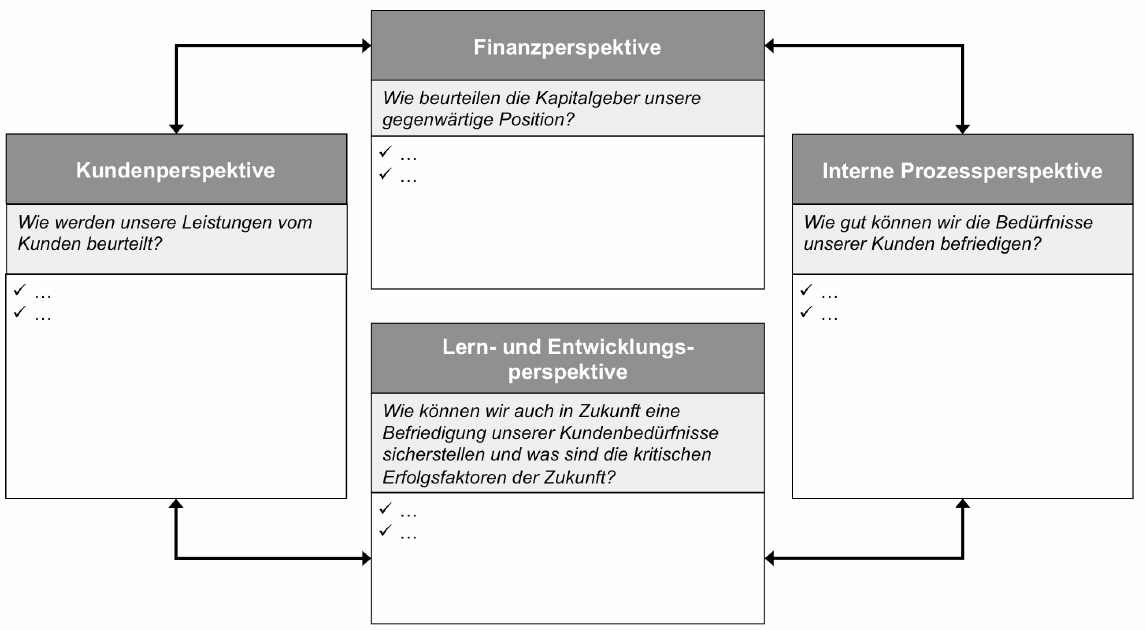 Finanzperspektive
Wie beurteilen die Kapitalgeber unsere
gegenwärtige Position?
✓ …
✓ …
Kundenperspektive
Wie werden unsere Leistungen vom
Kunden beurteilt?
✓ …
✓ …
Interne Prozessperspektive
Wie gut können wir die Bedürfnisse
unserer Kunden befriedigen?
✓ …
✓ …
Lern- und Entwicklungs-
perspektive
Wie können wir auch in Zukunft eine
Befriedigung unserer Kundenbedürfnisse
sicherstellen und was sind die kritischen
Erfolgsfaktoren der Zukunft?
✓ …
✓ …